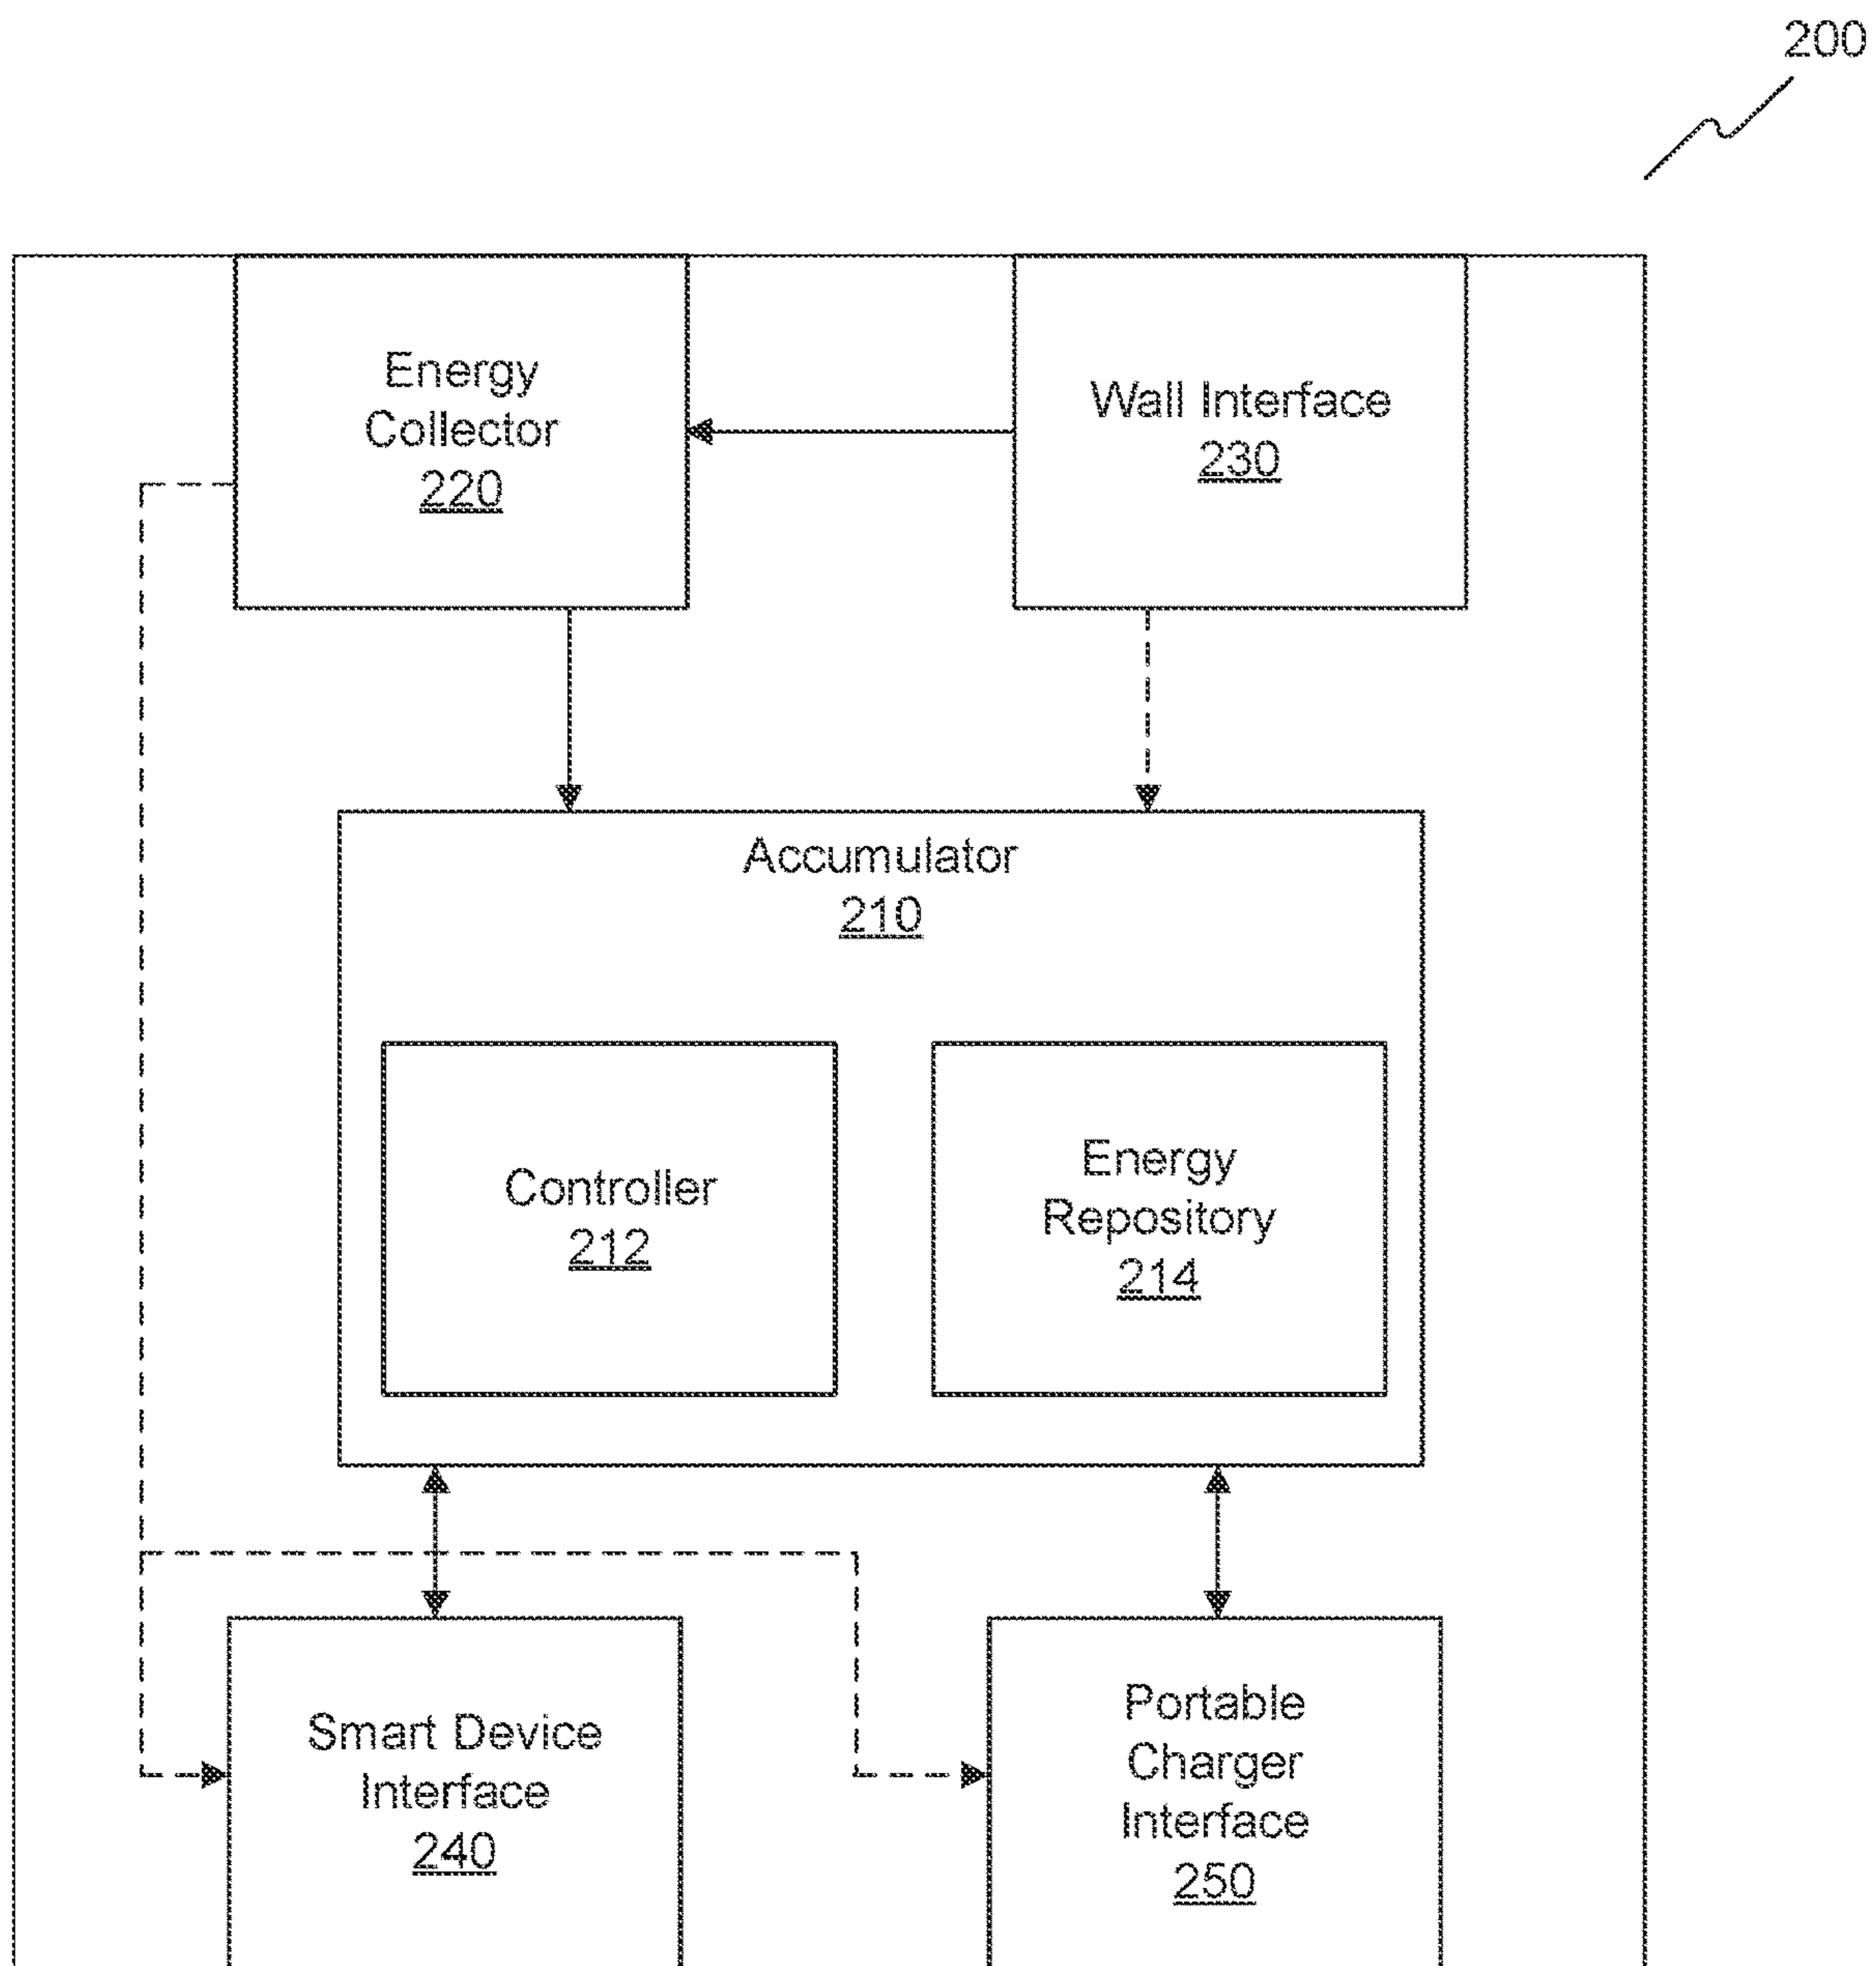 200
Energy
Collector
220
Wall Interface
230
Accumulator
210
Controller
212
Energy
Repository
214
Smart Device
Interface
240
Portable
Charger
Interface
250